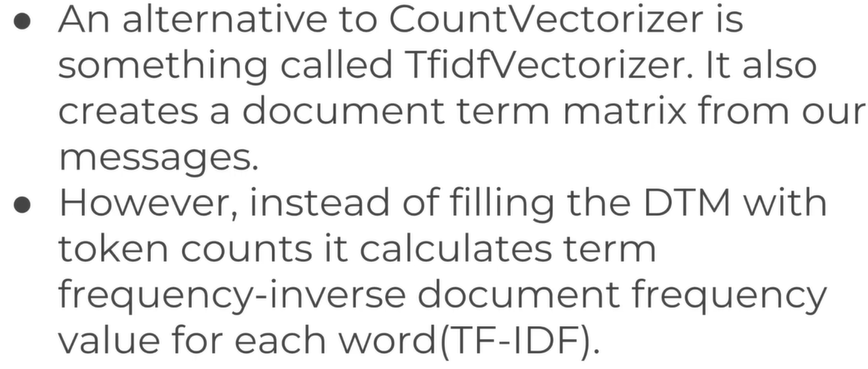 ● An alternative to CountVectorizer is
something called TfidfVectorizer. It also
creates a document term matrix from our
messages.
● However, instead of filling the DTM with
token counts it calculates term
frequency-inverse document frequency
value for each word(TF-IDF).